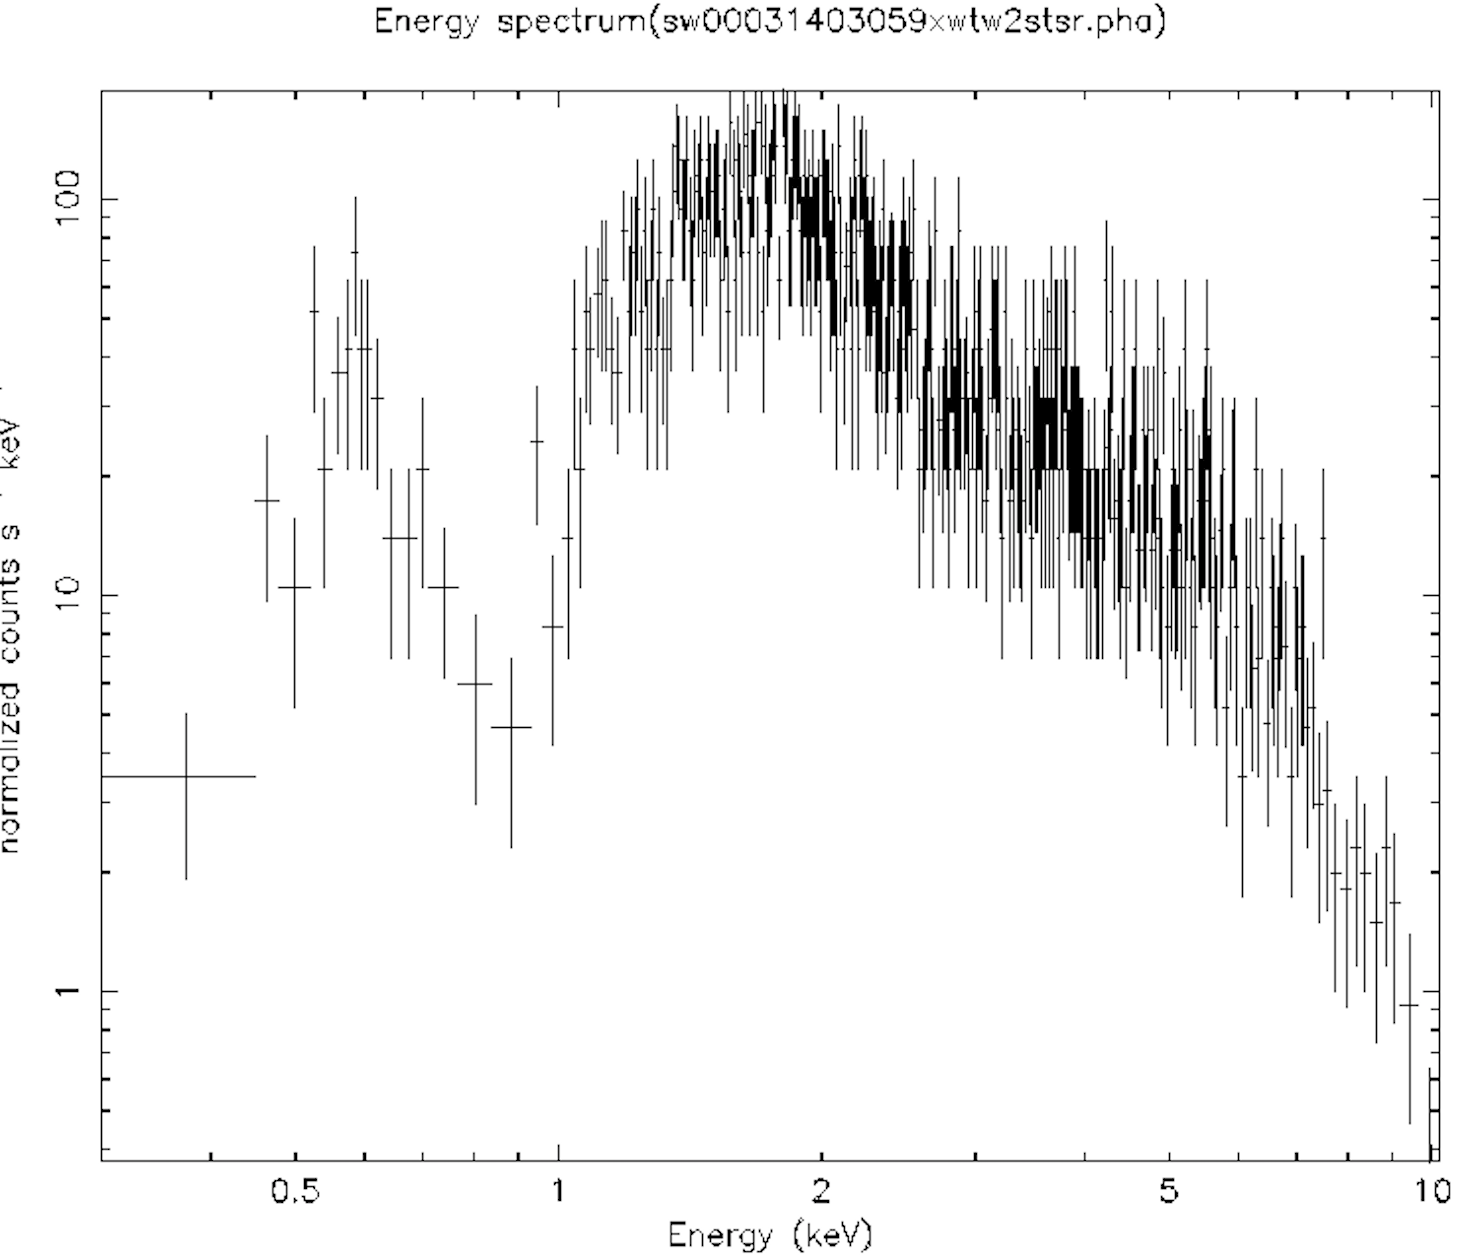 Energy spectrum(sw00031403059xwtw2stsr.pha)
normalized counts s⁻ keV⁻
100
10
1
0.5 1 2 5 10
Energy (keV)